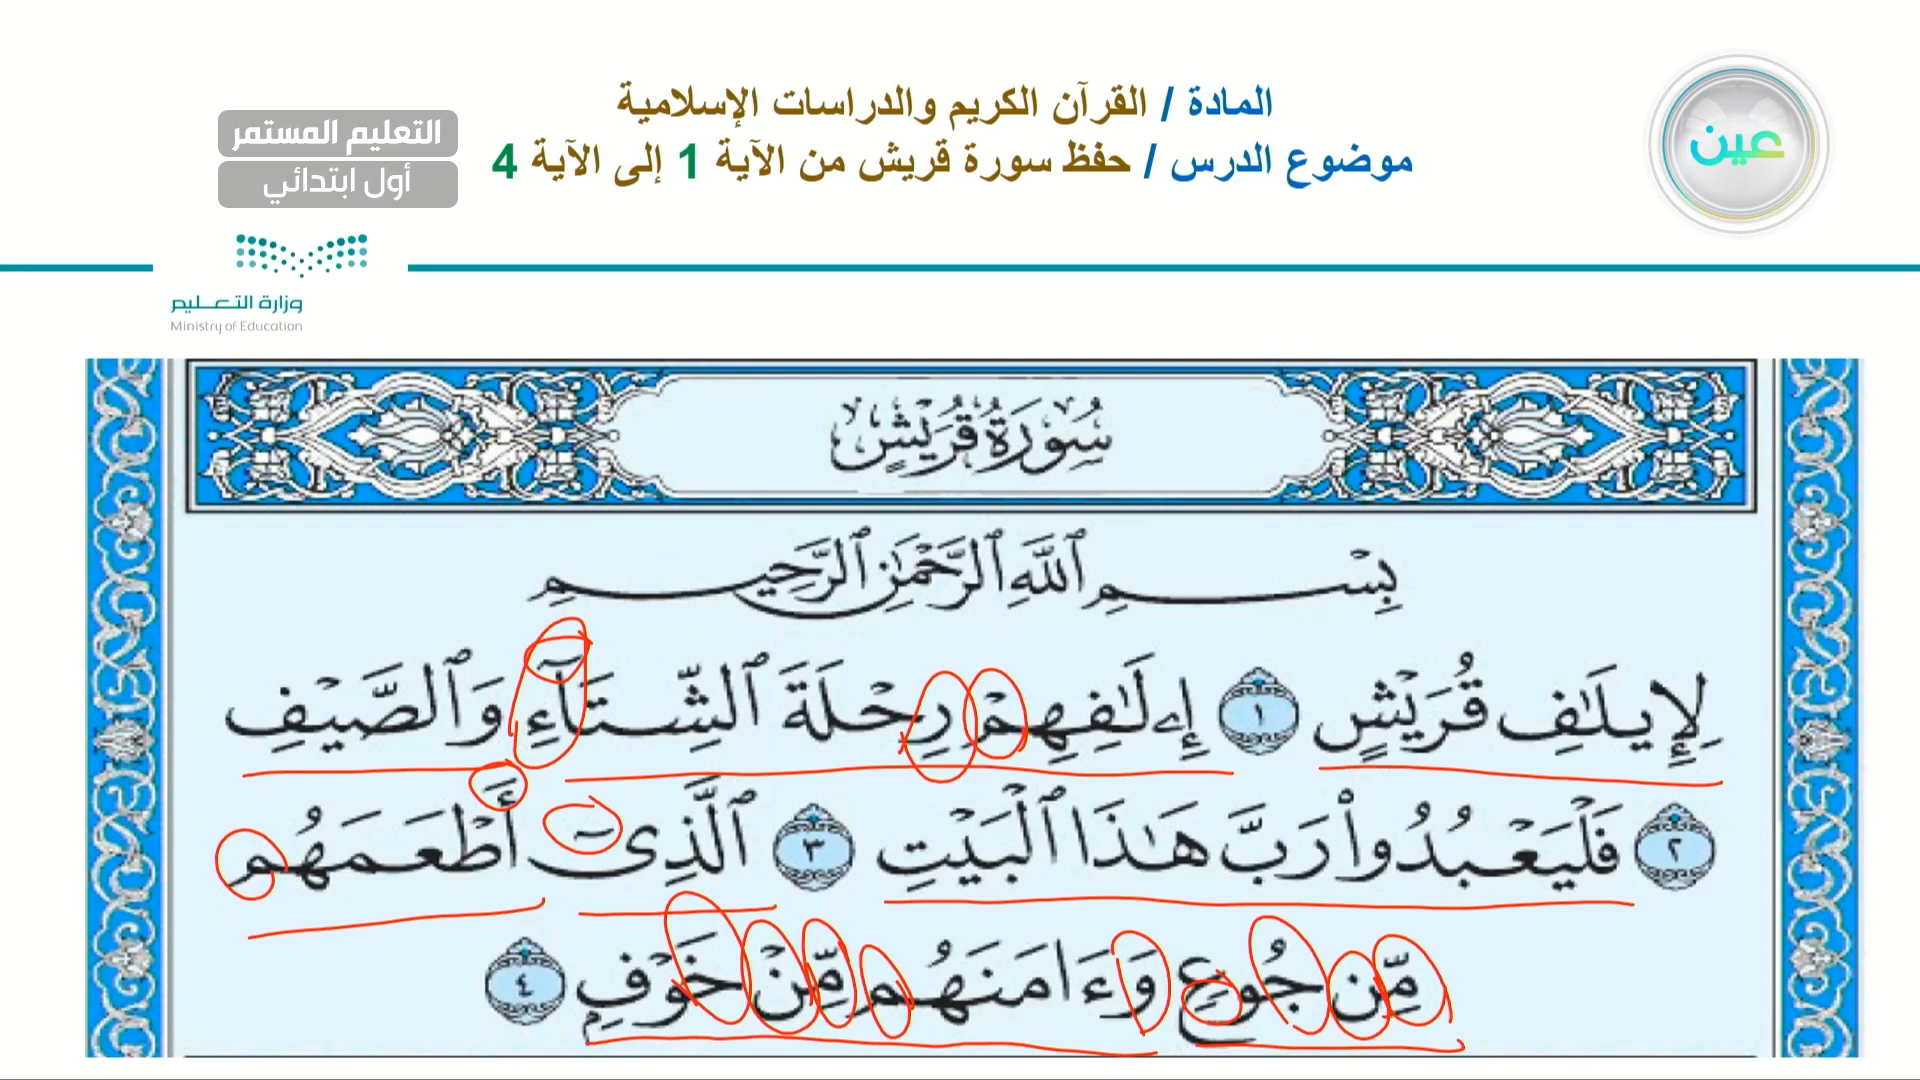 المادة / القرآن الكريم والدراسات الإسلامية
موضوع الدرس / حفظ سورة قريش من الآية 1 إلى الآية 4
عين
التعليم المستمر
أول ابتدائي
وزارة التعليم
Ministry of Education
سُورَةُ قُرَيْشٍ
بِسْمِ ٱللَّهِ ٱلرَّحْمَٰنِ ٱلرَّحِيمِ
لِإِيلَٰفِ قُرَيْشٍ ١ إِۦلَٰفِهِمْ رِحْلَةَ ٱلشِّتَآءِ وَٱلصَّيْفِ
٢ فَلْيَعْبُدُوا۟ رَبَّ هَٰذَا ٱلْبَيْتِ ٣ ٱلَّذِىٓ أَطْعَمَهُم
مِّن جُوعٍ وَءَامَنَهُم مِّنْ خَوْفٍۭ ٤